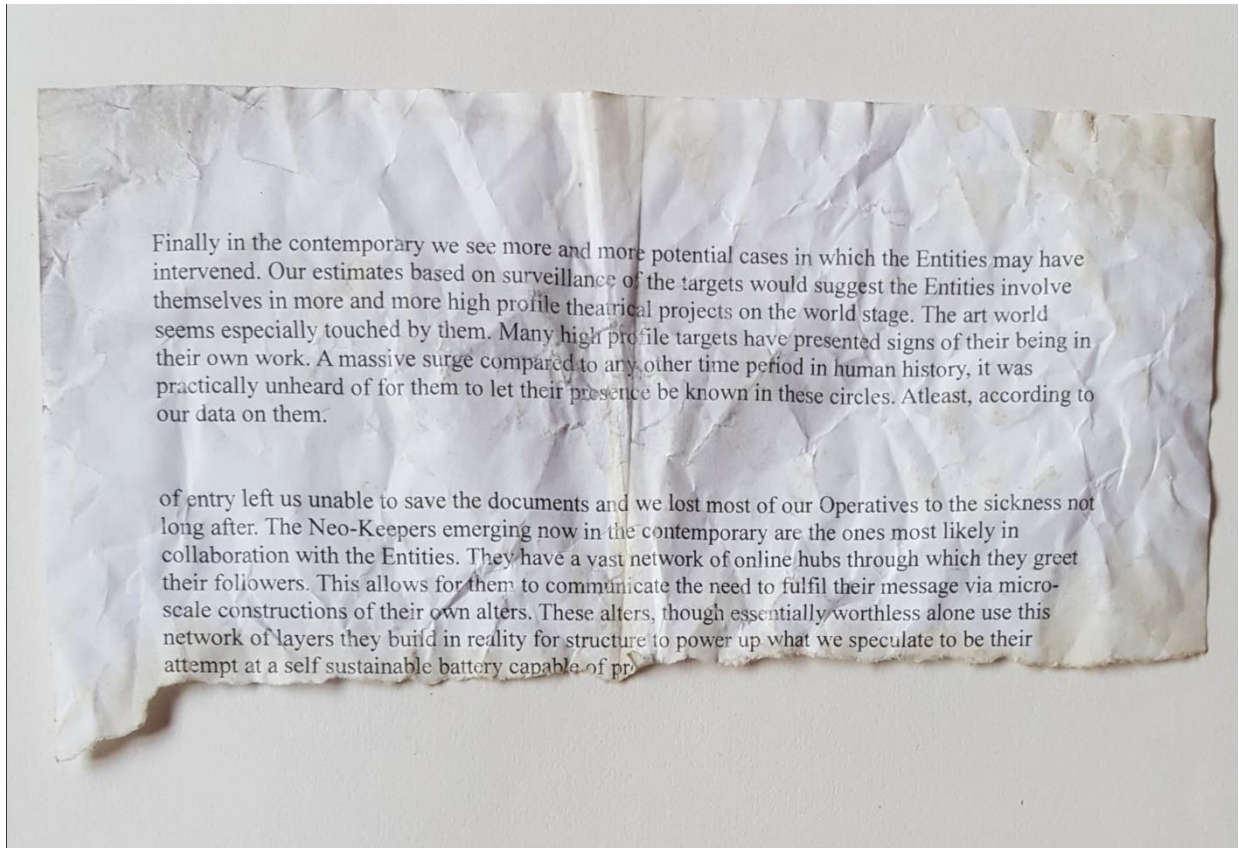 Finally in the contemporary we see more and more potential cases in which the Entities may have
intervened. Our estimates based on surveillance of the targets would suggest the Entities involve
themselves in more and more high profile theatrical projects on the world stage. The art world
seems especially touched by them. Many high profile targets have presented signs of their being in
their own work. A massive surge compared to any other time period in human history, it was
practically unheard of for them to let their presence be known in these circles. Atleast, according to
our data on them.
of entry left us unable to save the documents and we lost most of our Operatives to the sickness not
long after. The Neo-Keepers emerging now in the contemporary are the ones most likely in
collaboration with the Entities. They have a vast network of online hubs through which they greet
their followers. This allows for them to communicate the need to fulfil their message via micro-
scale constructions of their own alters. These alters, though essentially worthless alone use this
network of layers they build in reality for structure to power up what we speculate to be their
attempt at a self sustainable battery capable of